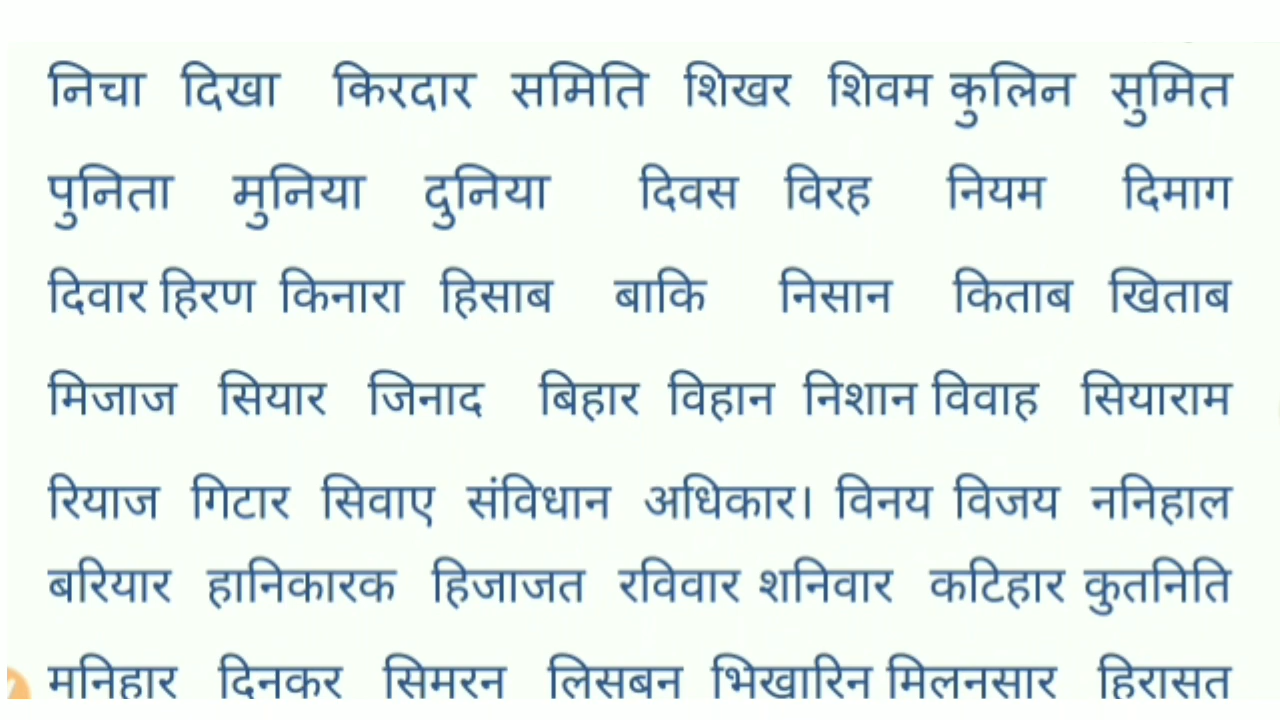 निचा दिखा किरदार समिति शिखर शिवम कुलिन सुमित
पुनिता मुनिया दुनिया दिवस विरह नियम दिमाग
दिवार हिरण किनारा हिसाब बाकि निसान किताब खिताब
मिजाज सियार जिनाद बिहार विहान निशान विवाह सियाराम
रियाज गिटार सिवाए संविधान अधिकार। विनय विजय ननिहाल
बरियार हानिकारक हिजाजत रविवार शनिवार कटिहार कुतनिति
मनिहार दिनकर सिमरन लिसबन भिखारिन मिलनसार हिरासत